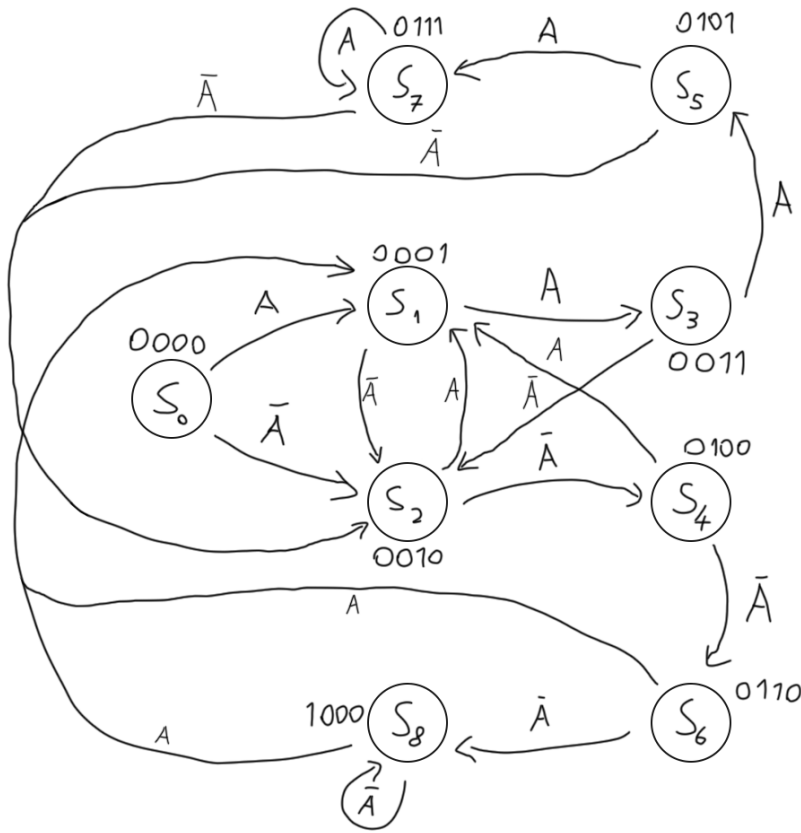 0111
0101
A
A
S₇
S₅
Ā
Ā
A
0001
A
A
S₁
S₃
0000
0011
A
S₀
Ā
A
Ā
Ā
Ā
0100
S₂
S₄
0010
Ā
A
0110
1000
S₈
Ā
S₆
A
Ā